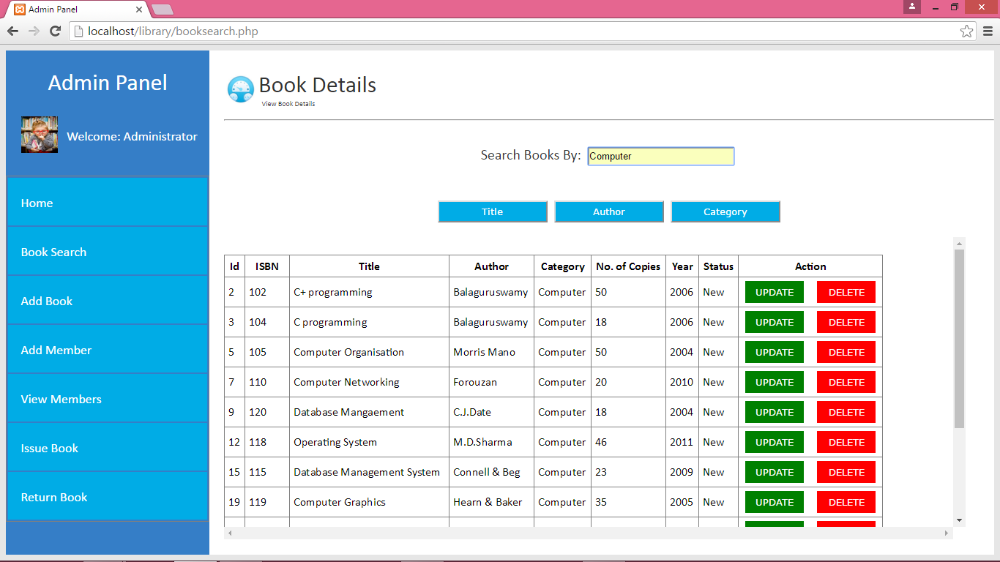 Admin Panel
localhost/library/booksearch.php
Admin Panel
Welcome: Administrator
Home
Book Search
Add Book
Add Member
View Members
Issue Book
Return Book
Book Details
View Book Details
Search Books By: Computer
Title Author Category
Id ISBN Title Author Category No. of Copies Year Status Action
2 102 C+ programming Balaguruswamy Computer 50 2006 New UPDATE DELETE
3 104 C programming Balaguruswamy Computer 18 2006 New UPDATE DELETE
5 105 Computer Organisation Morris Mano Computer 50 2004 New UPDATE DELETE
7 110 Computer Networking Forouzan Computer 20 2010 New UPDATE DELETE
9 120 Database Mangaement C.J.Date Computer 18 2004 New UPDATE DELETE
12 118 Operating System M.D.Sharma Computer 46 2011 New UPDATE DELETE
15 115 Database Management System Connell & Beg Computer 23 2009 New UPDATE DELETE
19 119 Computer Graphics Hearn & Baker Computer 35 2005 New UPDATE DELETE